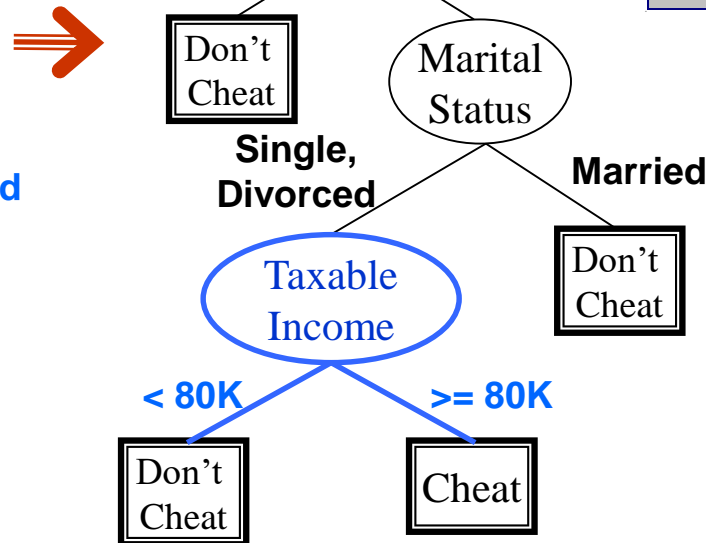 Don’t
Cheat
Marital
Status
Single,
Divorced
Married
d
Taxable
Income
Don’t
Cheat
< 80K
>= 80K
Don’t
Cheat
Cheat